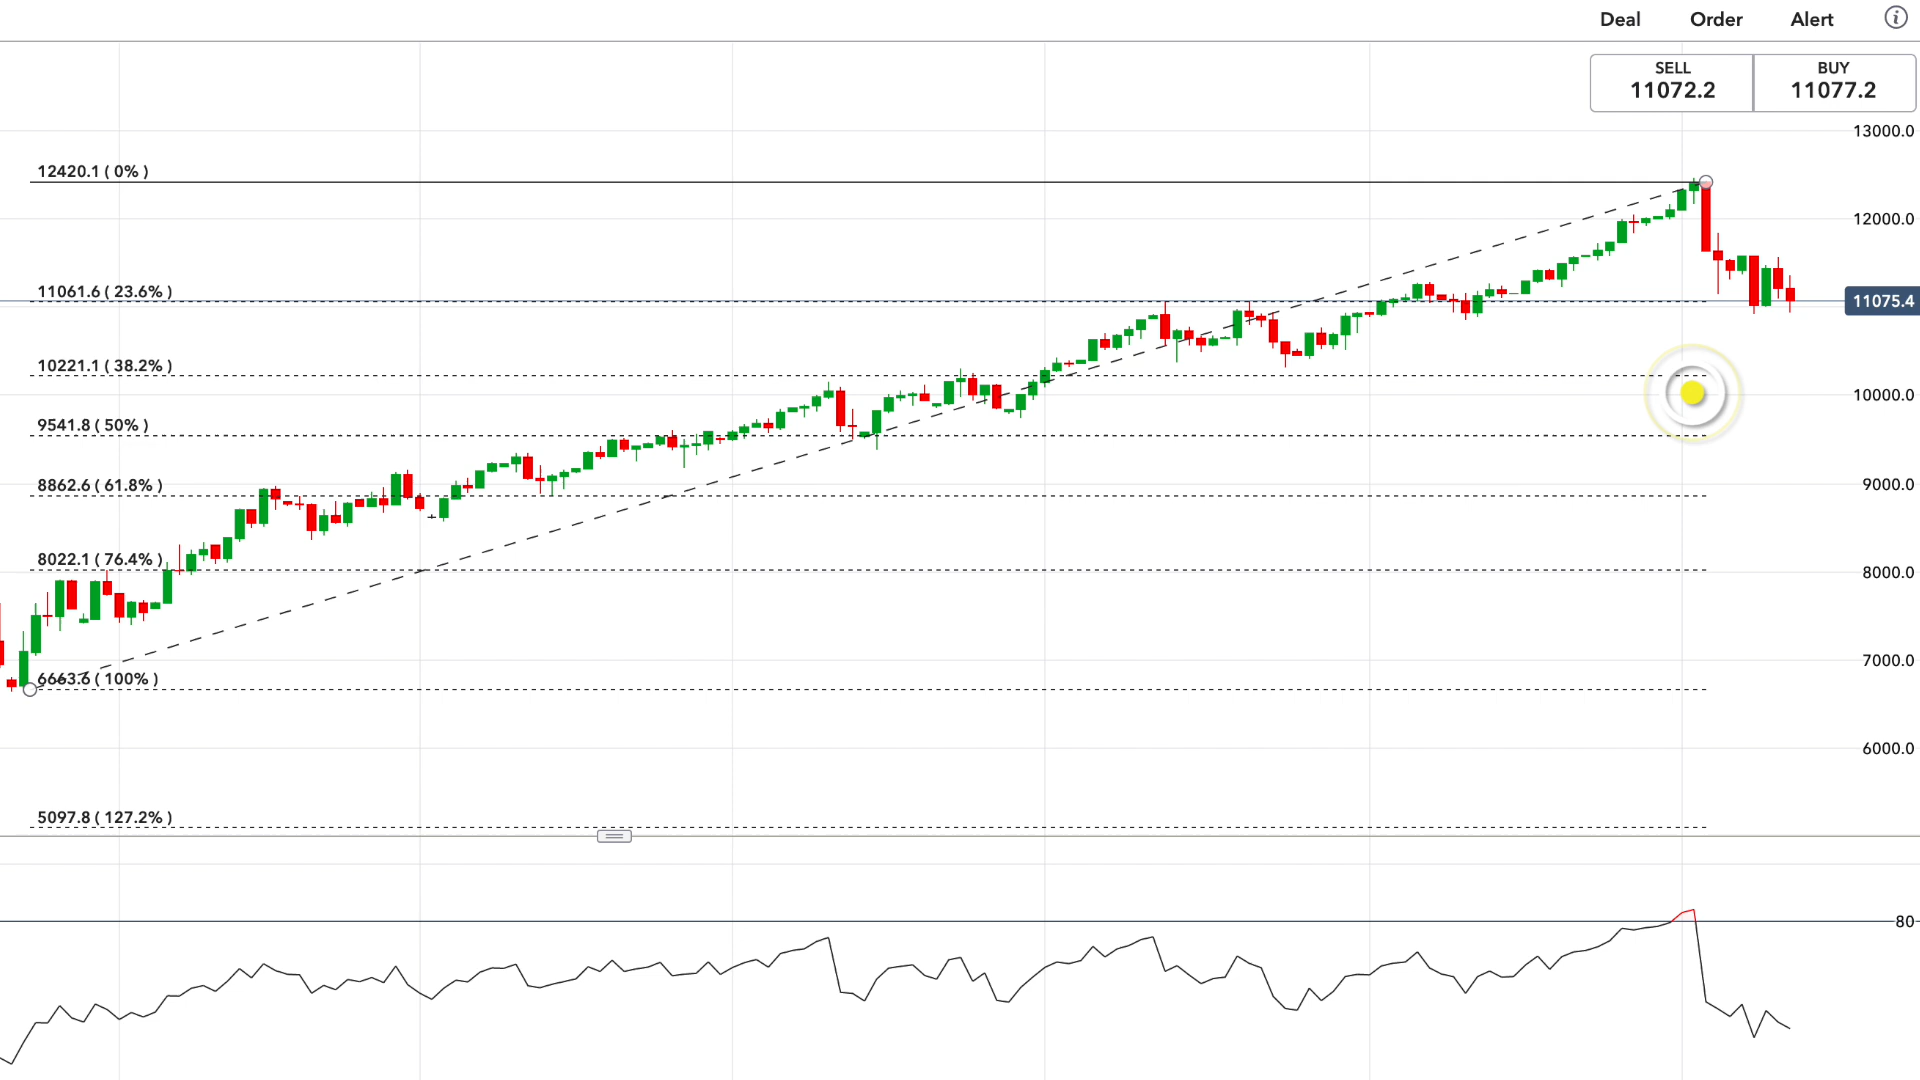 Deal Order Alert
SELL BUY
11072.2 11077.2
13000.0
12420.1 ( 0% )
12000.0
11061.6 ( 23.6% )
11075.4
10221.1 ( 38.2% )
10000.0
9541.8 ( 50% )
9000.0
8862.6 ( 61.8% )
8022.1 ( 76.4% )
8000.0
7000.0
6663.6 ( 100% )
6000.0
5097.8 ( 127.2% )
80